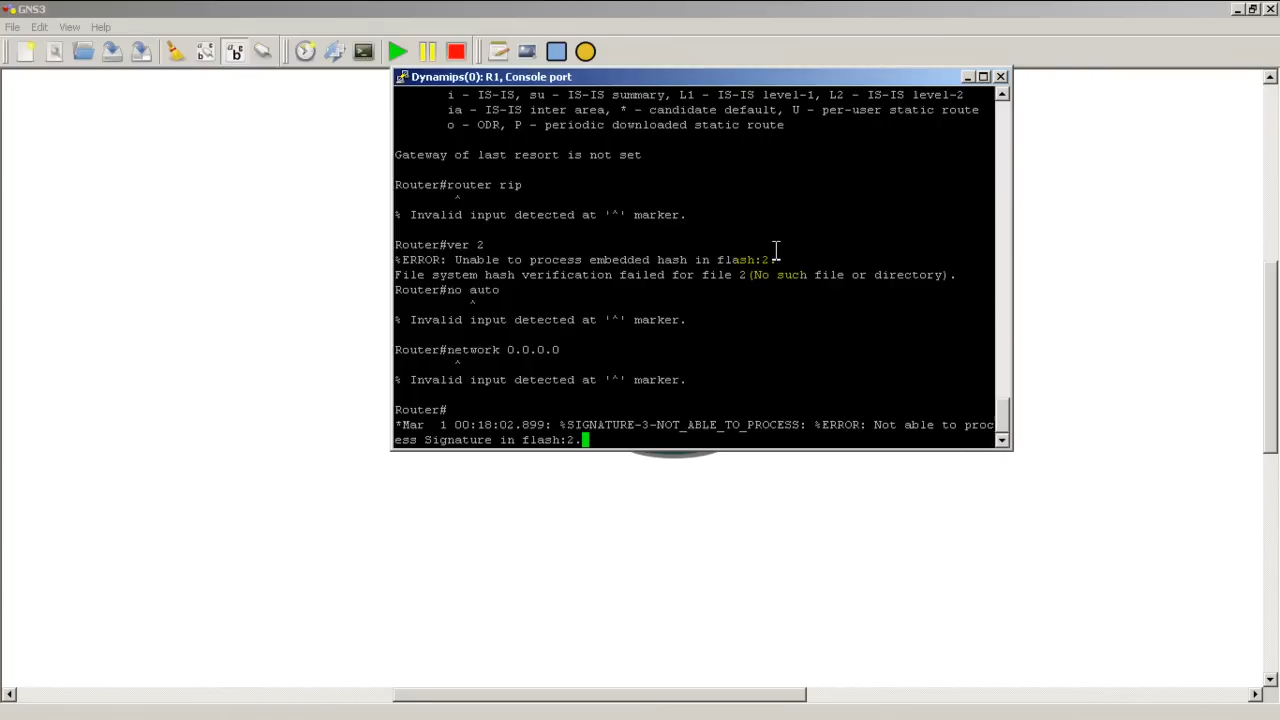 GNS3
File Edit View Help
Dynamips(0): R1, Console port
i - IS-IS, su - IS-IS summary, L1 - IS-IS level-1, L2 - IS-IS level-2
ia - IS-IS inter area, * - candidate default, U - per-user static route
o - ODR, P - periodic downloaded static route
Gateway of last resort is not set
Router#router rip
^
% Invalid input detected at '^' marker.
Router#ver 2
%ERROR: Unable to process embedded hash in flash:2.
File system hash verification failed for file 2(No such file or directory).
Router#no auto
^
% Invalid input detected at '^' marker.
Router#network 0.0.0.0
^
% Invalid input detected at '^' marker.
Router#
*Mar  1 00:18:02.899: %SIGNATURE-3-NOT_ABLE_TO_PROCESS: %ERROR: Not able to proc
ess Signature in flash:2.